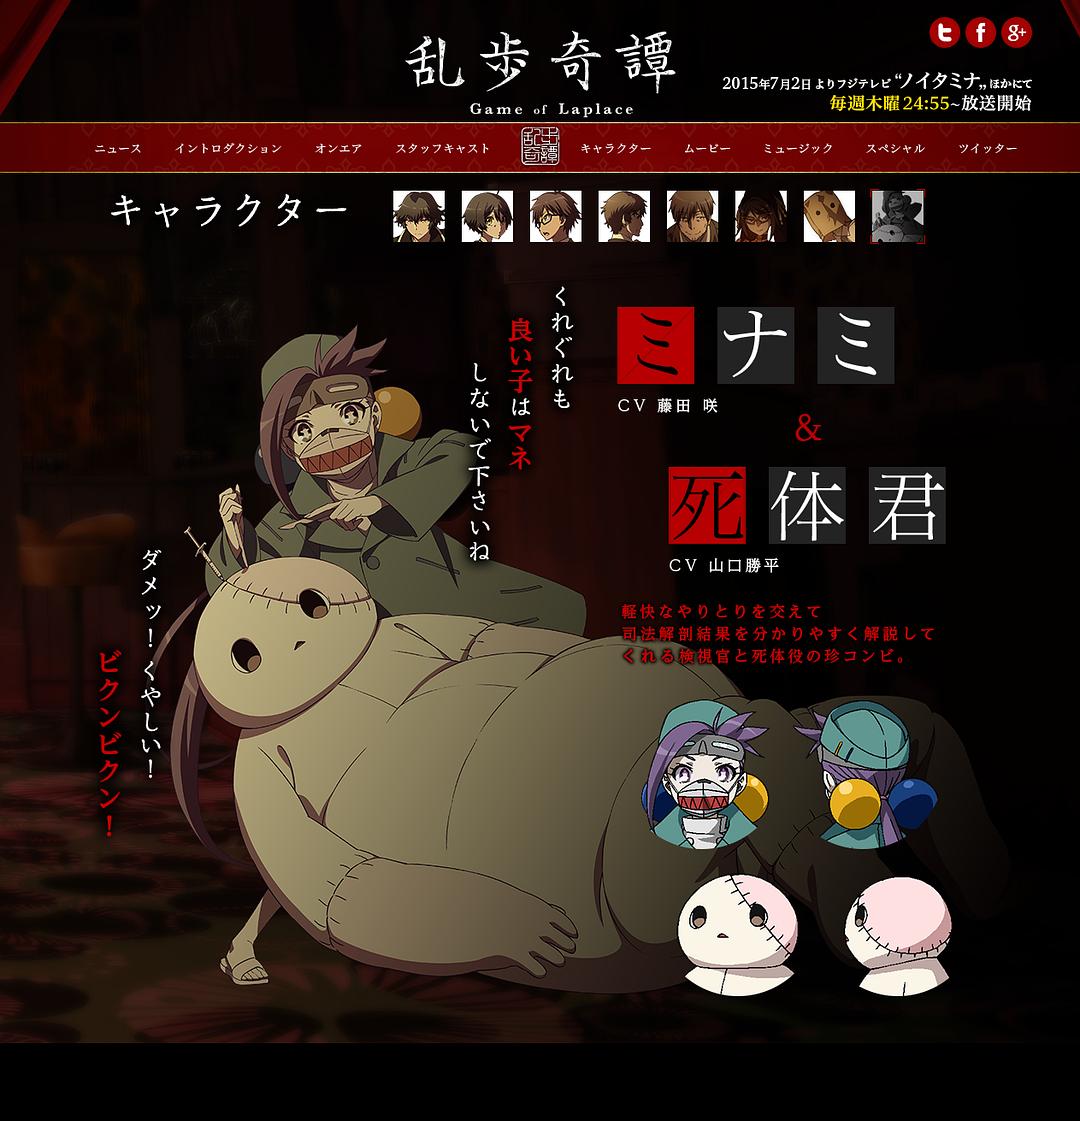 乱歩奇譚
Game of Laplace
2015年7月2日 よりフジテレビ “ノイタミナ„ ほかにて
毎週木曜 24:55~放送開始
ニュース
イントロダクション
オンエア
スタッフキャスト
乱歩奇譚
キャラクター
ムービー
ミュージック
スペシャル
ツイッター
キャラクター
くれぐれも
良い子はマネ
しないで下さいね
ミナミ
CV 藤田 咲
&
死体君
CV 山口勝平
軽快なやりとりを交えて
司法解剖結果を分かりやすく解説して
くれる検視官と死体役の珍コンビ。
ダメッ！くやしい！
ビクンビクン！